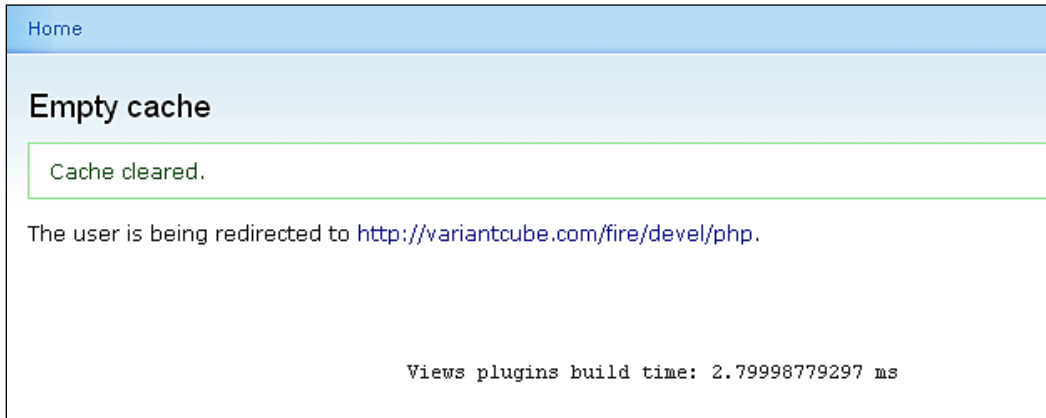 Home
Empty cache
Cache cleared.
The user is being redirected to http://variantcube.com/fire/devel/php.
Views plugins build time: 2.79998779297 ms